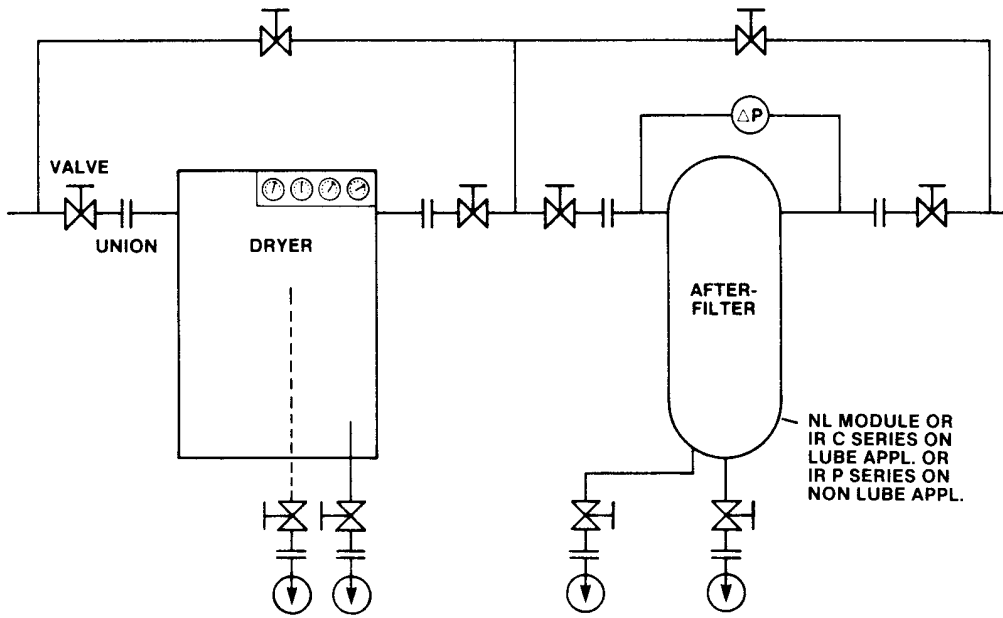 △P
VALVE
UNION
DRYER
AFTER-
FILTER
NL MODULE OR
IR C SERIES ON
LUBE APPL. OR
IR P SERIES ON
NON LUBE APPL.